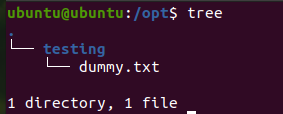 ubuntu@ubuntu:/opt$ tree
.
└── testing
    └── dummy.txt

1 directory, 1 file